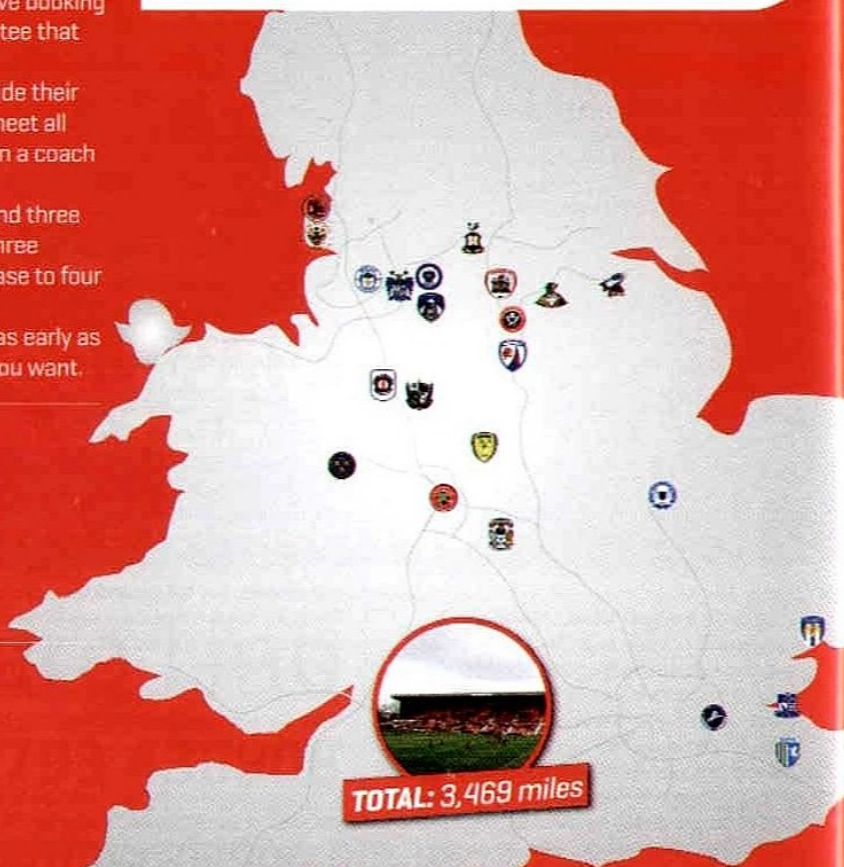 ve booking
tee that
de their
neet all
n a coach
nd three
nree
ase to four
as early as
ou want.
TOTAL: 3,469 miles